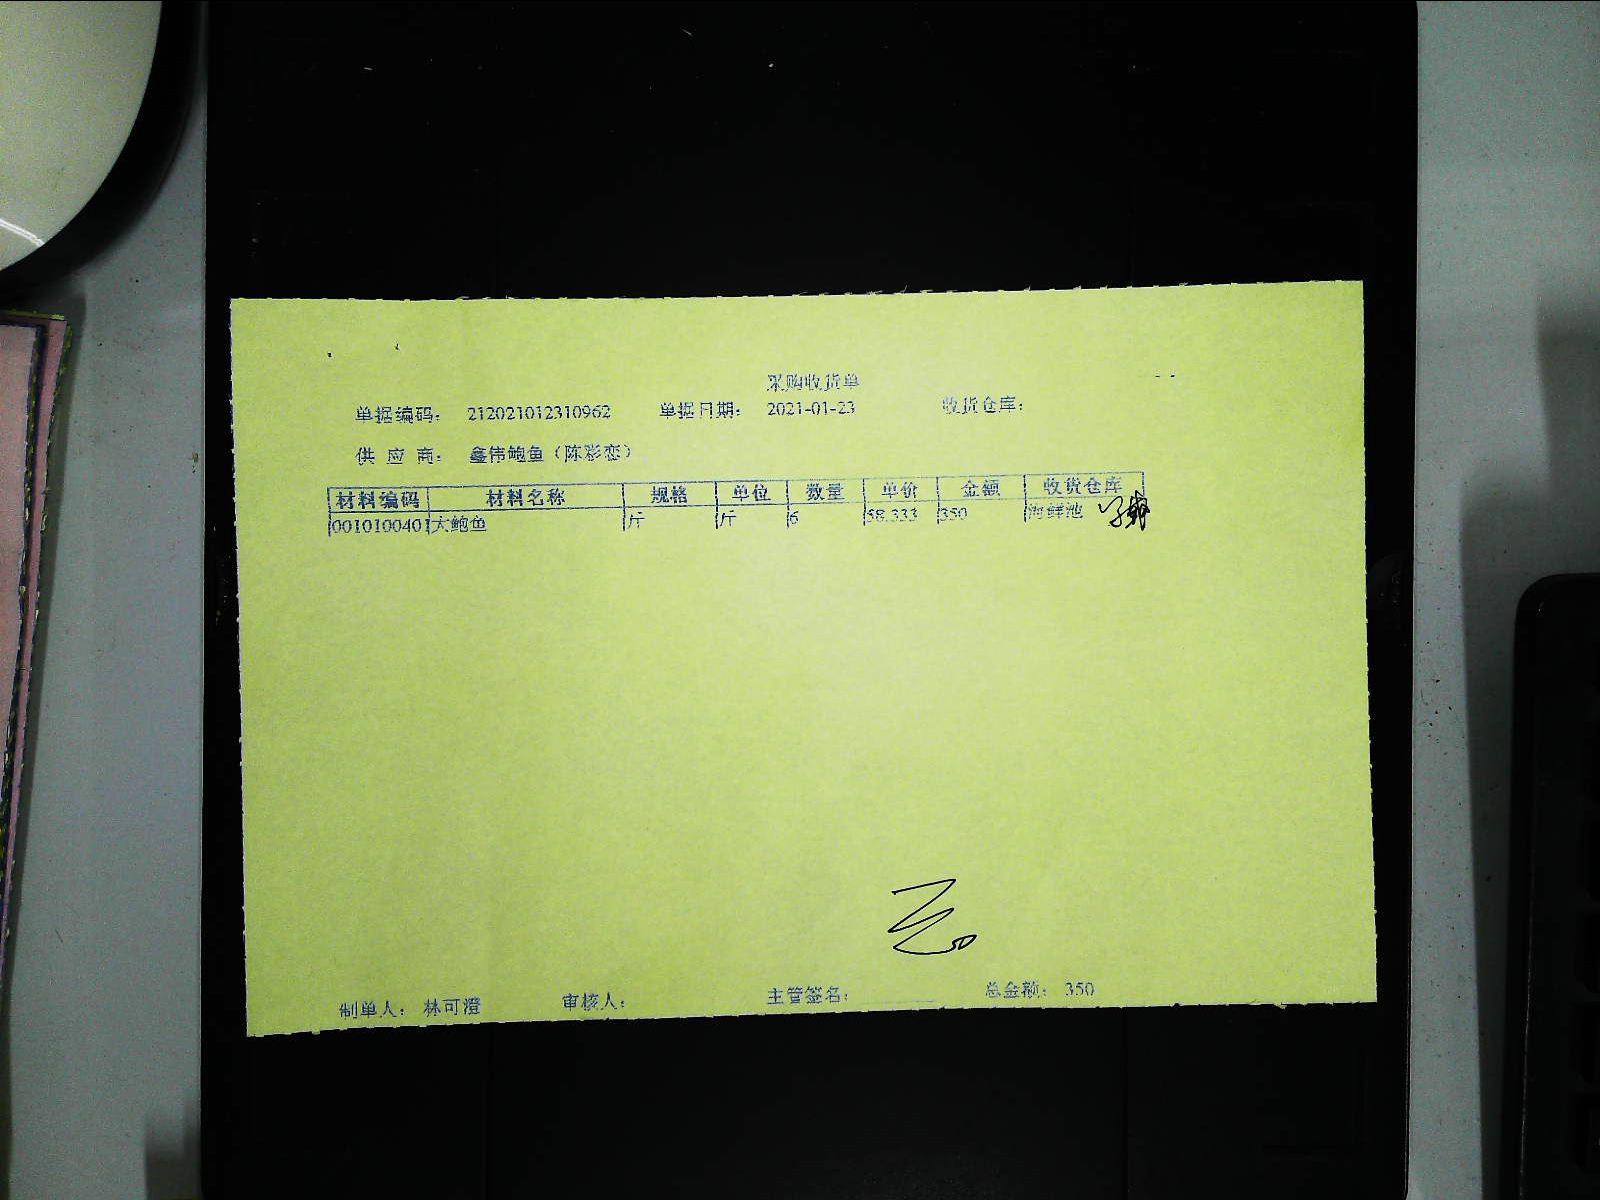 采购收货单
单据编码: 212021012310962 单据日期: 2021-01-23 收货仓库:
供 应 商: 鑫伟鲍鱼(陈彩恋)
材料编码 材料名称 规格 单位 数量 单价 金额 收货仓库
0010100401 大鲍鱼 斤 斤 6 58.333 350 海鲜池
制单人: 林可澄 审核人: 主管签名: 总金额: 350